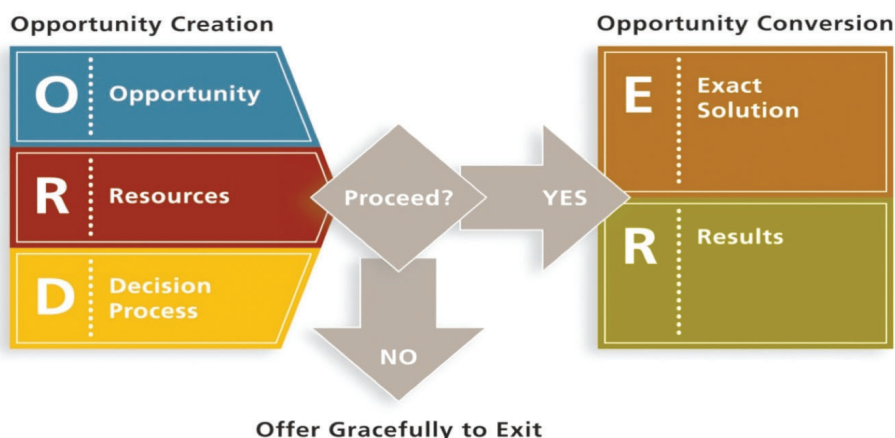 Opportunity Creation
O
Opportunity
R
Resources
D
Decision
Process
Proceed?
YES
NO
Offer Gracefully to Exit
Opportunity Conversion
E
Exact
Solution
R
Results